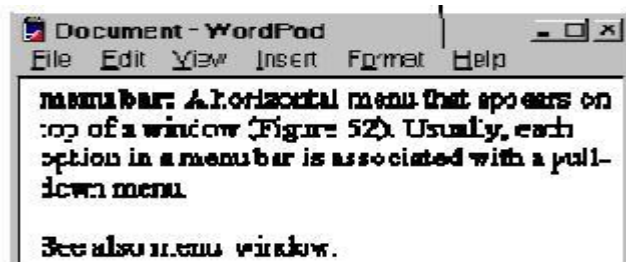 Document - WordPad
File Edit View Insert Format Help
menu bar: A horizontal menu that appears on
top of a window (Figure 52). Usually, each
option in a menu bar is associated with a pull-
down menu
See also menu, window.